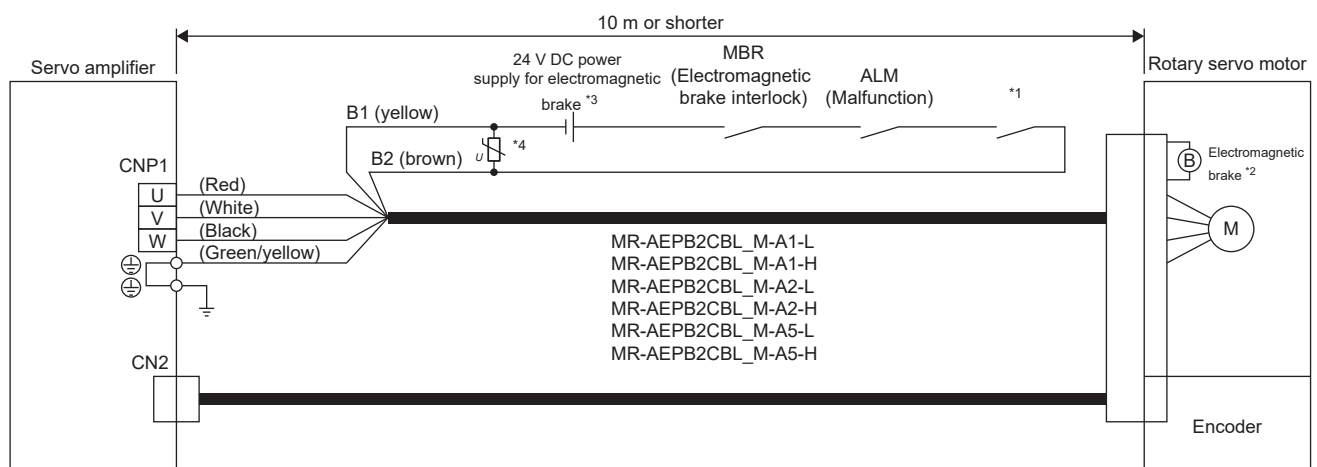 10 m or shorter
Servo amplifier
24 V DC power
supply for electromagnetic
brake *3
MBR
(Electromagnetic
brake interlock)
ALM
(Malfunction)
*1
Rotary servo motor
B1 (yellow)
U
*4
B2 (brown)
B
Electromagnetic
brake *2
CNP1
U
(Red)
V
(White)
W
(Black)
(Green/yellow)
M
MR-AEPB2CBL_M-A1-L
MR-AEPB2CBL_M-A1-H
MR-AEPB2CBL_M-A2-L
MR-AEPB2CBL_M-A2-H
MR-AEPB2CBL_M-A5-L
MR-AEPB2CBL_M-A5-H
CN2
Encoder